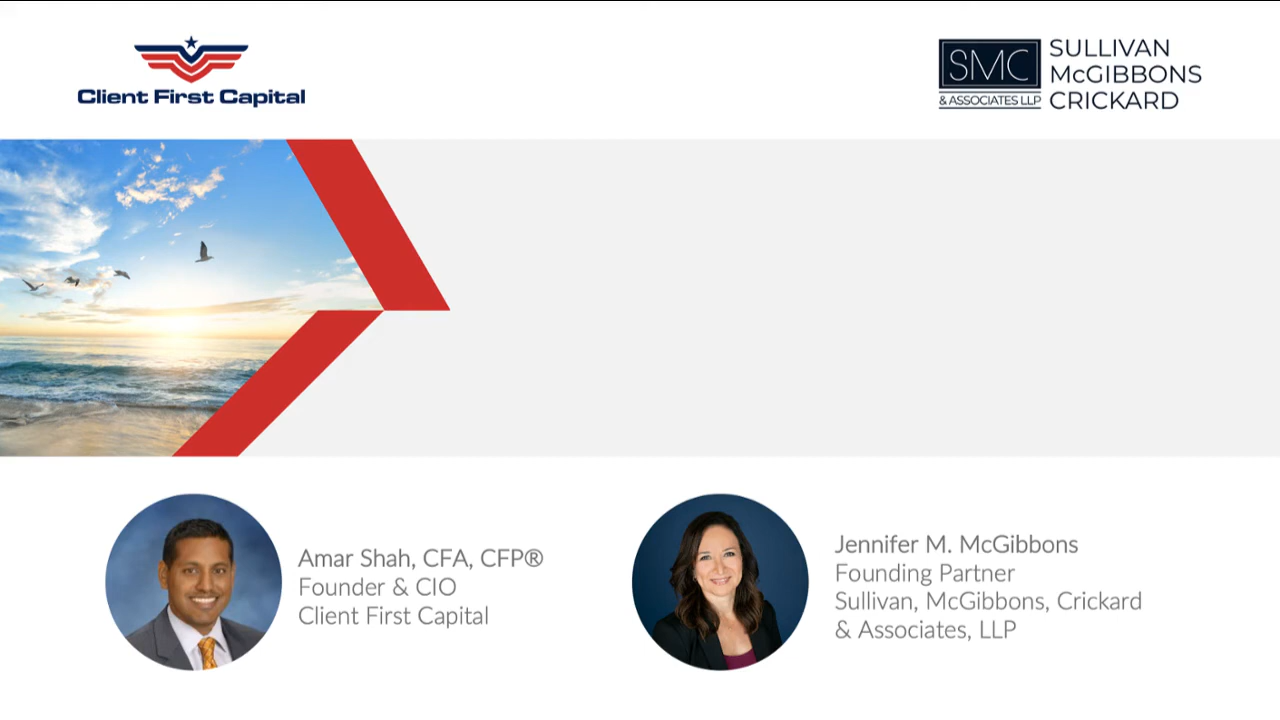 Client First Capital
SMC
& ASSOCIATES LLP
SULLIVAN
McGIBBONS
CRICKARD
Amar Shah, CFA, CFP®
Founder & CIO
Client First Capital
Jennifer M. McGibbons
Founding Partner
Sullivan, McGibbons, Crickard
& Associates, LLP